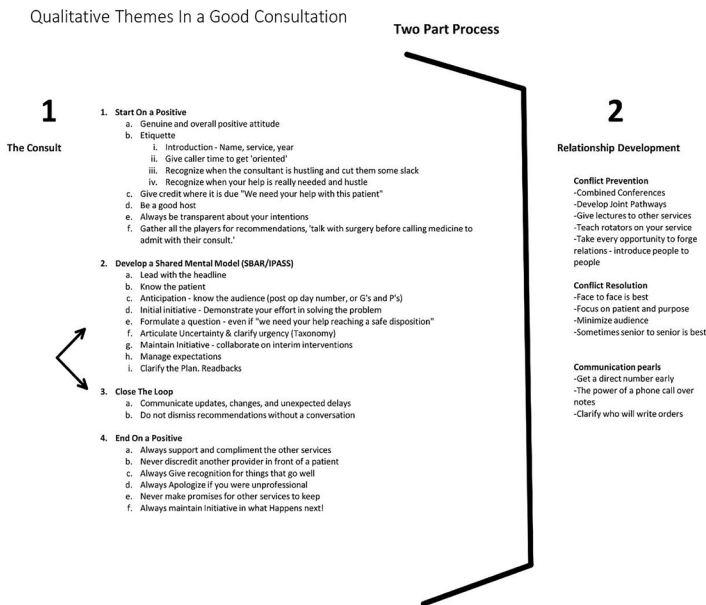 Qualitative Themes In a Good Consultation
Two Part Process
1
The Consult
1. Start On a Positive
a. Genuine and overall positive attitude
b. Etiquette
i. Introduction - Name, service, year
ii. Give caller time to get 'oriented'
iii. Recognize when the consultant is hustling and cut them some slack
iv. Recognize when your help is really needed and hustle
c. Give credit where it is due "We need your help with this patient"
d. Be a good host
e. Always be transparent about your intentions
f. Gather all the players for recommendations, 'talk with surgery before calling medicine to
admit with their consult.'
2. Develop a Shared Mental Model (SBAR/IPASS)
a. Lead with the headline
b. Know the patient
c. Anticipation - know the audience (post op day number, or G's and P's)
d. Initial initiative - Demonstrate your effort in solving the problem
e. Formulate a question - even if "we need your help reaching a safe disposition"
f. Articulate Uncertainty & clarify urgency (Taxonomy)
g. Maintain Initiative - collaborate on interim interventions
h. Manage expectations
i. Clarify the Plan. Readbacks
3. Close The Loop
a. Communicate updates, changes, and unexpected delays
b. Do not dismiss recommendations without a conversation
4. End On a Positive
a. Always support and compliment the other services
b. Never discredit another provider in front of a patient
c. Always Give recognition for things that go well
d. Always Apologize if you were unprofessional
e. Never make promises for other services to keep
f. Always maintain Initiative in what Happens next!
2
Relationship Development
Conflict Prevention
-Combined Conferences
-Develop Joint Pathways
-Give lectures to other services
-Teach rotators on your service
-Take every opportunity to forge
relations - introduce people to
people
Conflict Resolution
-Face to face is best
-Focus on patient and purpose
-Minimize audience
-Sometimes senior to senior is best
Communication pearls
-Get a direct number early
-The power of a phone call over
notes
-Clarify who will write orders